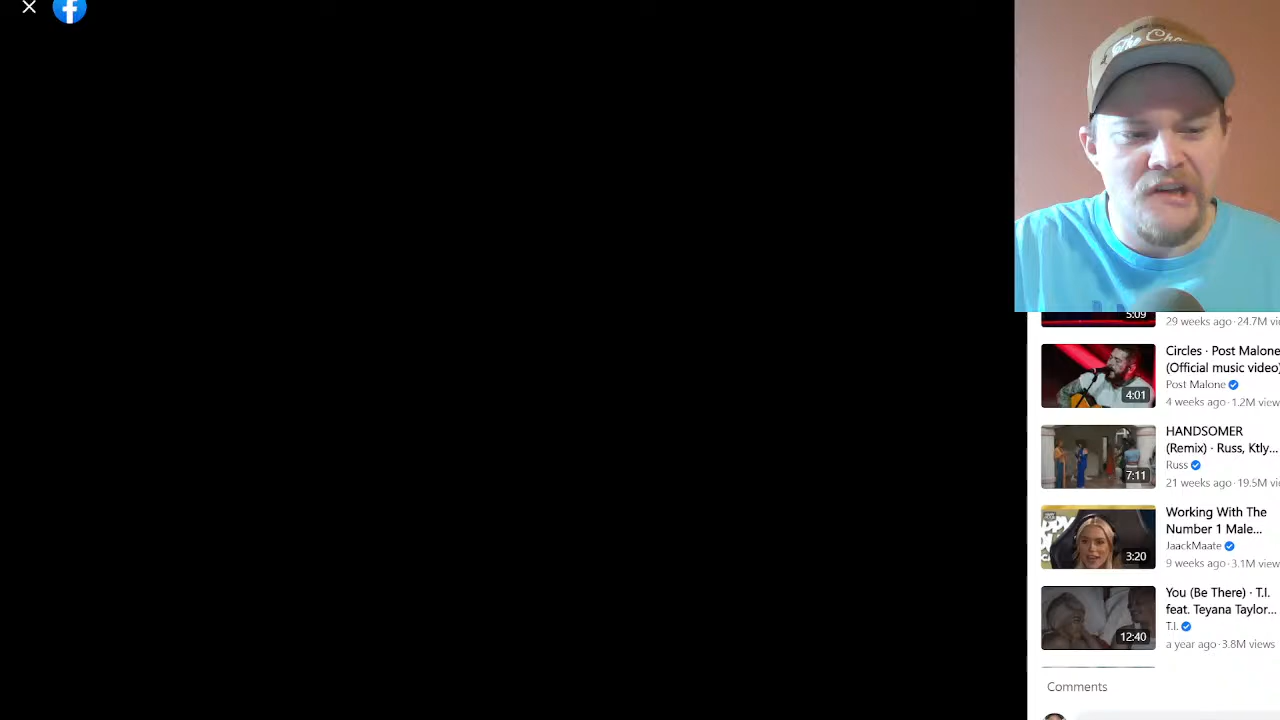 The Cho
5:09
29 weeks ago · 24.7M vi
Circles · Post Malone
(Official music video)
Post Malone
4:01
4 weeks ago · 1.2M view
HANDSOMER
(Remix) · Russ, Ktly...
Russ
7:11
21 weeks ago · 19.5M vi
Working With The
Number 1 Male...
JaackMaate
3:20
9 weeks ago · 3.1M view
You (Be There) · T.I.
feat. Teyana Taylor...
T.I.
12:40
a year ago · 3.8M views
Comments